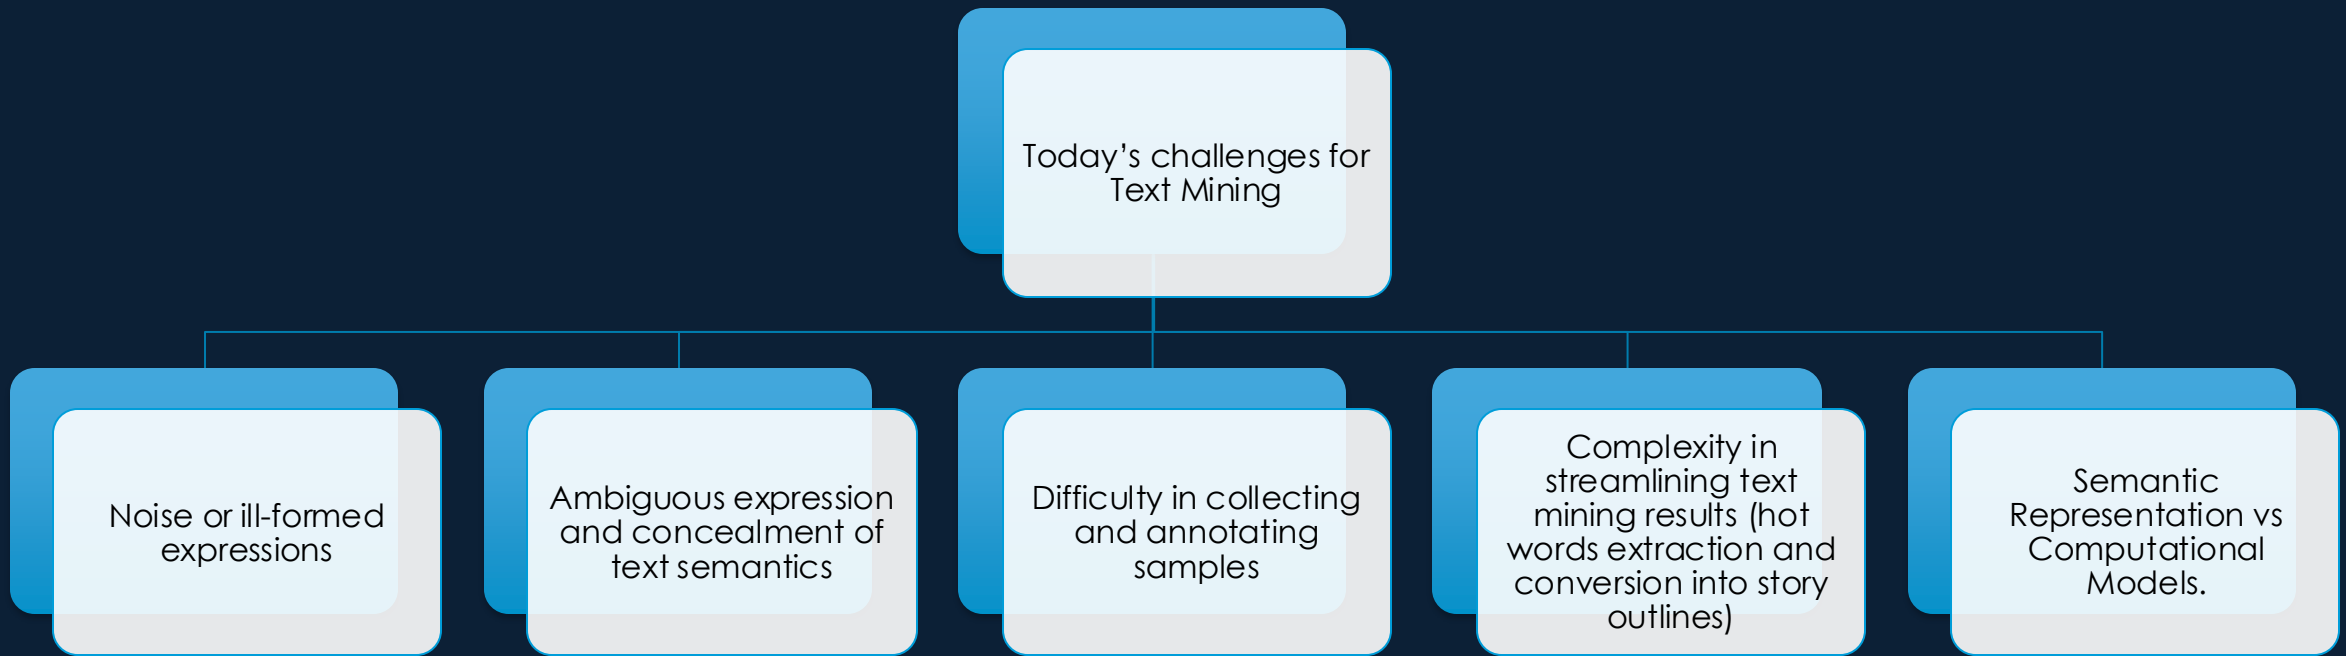 Today’s challenges for
Text Mining
Noise or ill-formed
expressions
Ambiguous expression
and concealment of
text semantics
Difficulty in collecting
and annotating
samples
Complexity in
streamlining text
mining results (hot
words extraction and
conversion into story
outlines)
Semantic
Representation vs
Computational
Models.